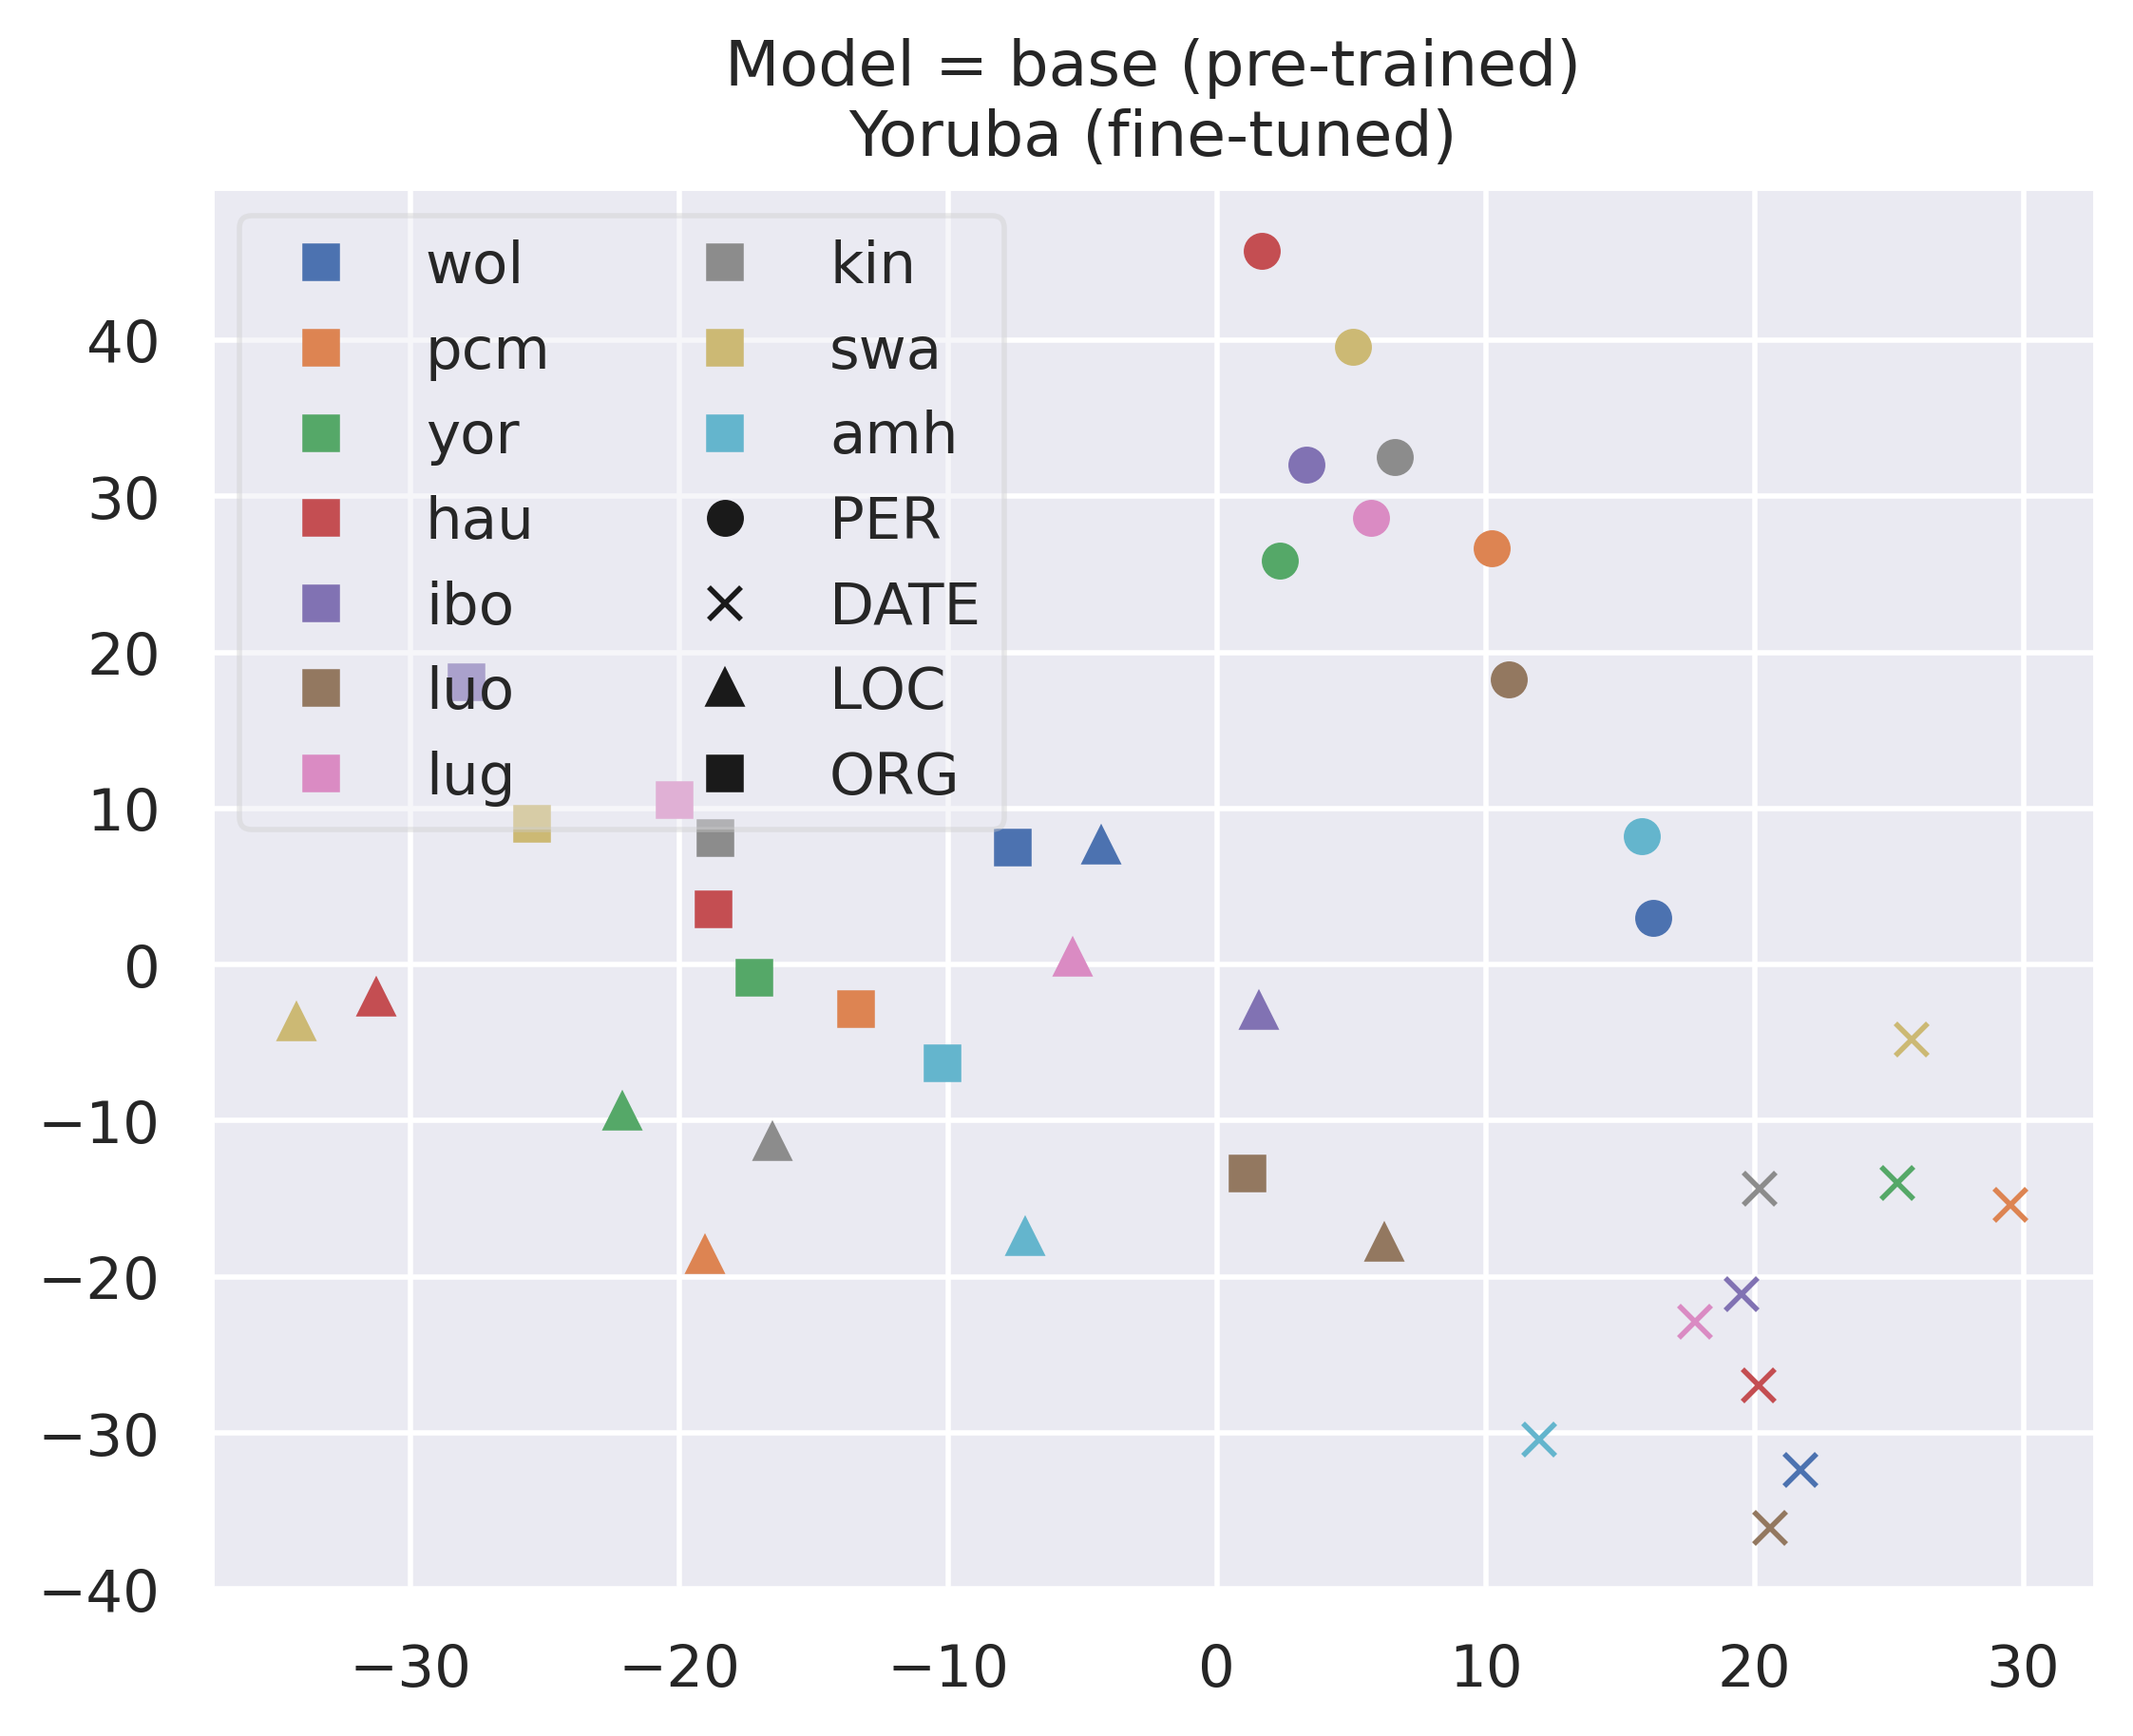 Model = base (pre-trained)
Yoruba (fine-tuned)
wol
pcm
yor
hau
ibo
luo
lug
kin
swa
amh
PER
DATE
LOC
ORG
40
30
20
10
0
−10
−20
−30
−40
−30
−20
−10
0
10
20
30